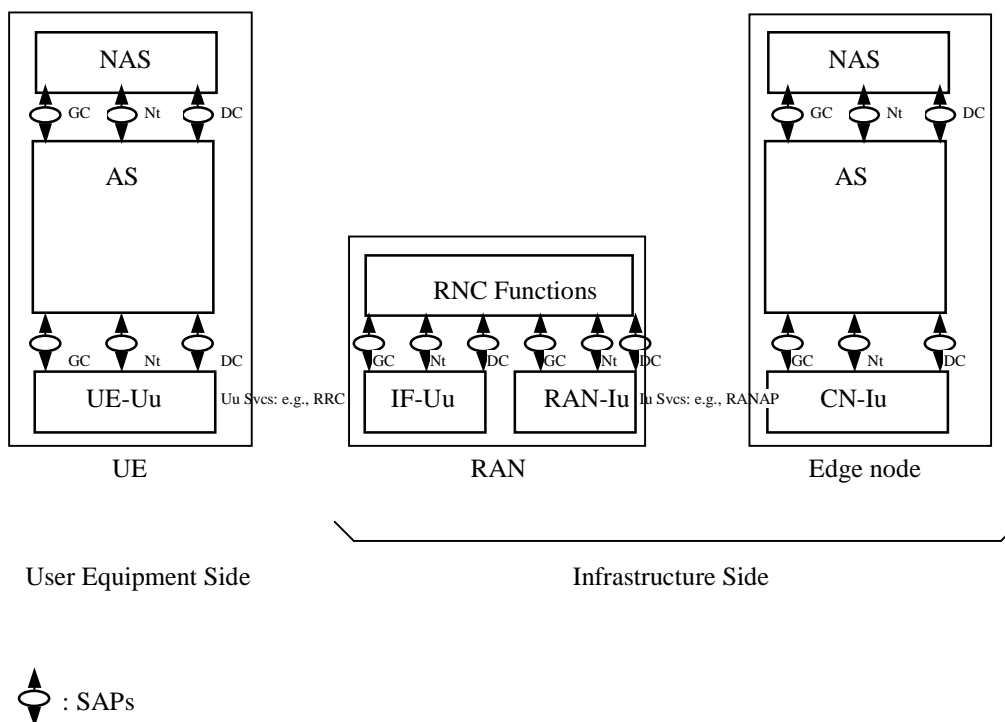 NAS
NAS
GC Nt DC
GC Nt DC
AS
AS
RNC Functions
GC Nt DC
GC Nt DC GC Nt DC
GC Nt DC
UE-Uu
Uu Svcs: e.g., RRC
IF-Uu
RAN-Iu
Iu Svcs: e.g., RANAP
CN-Iu
UE
RAN
Edge node
User Equipment Side
Infrastructure Side
: SAPs